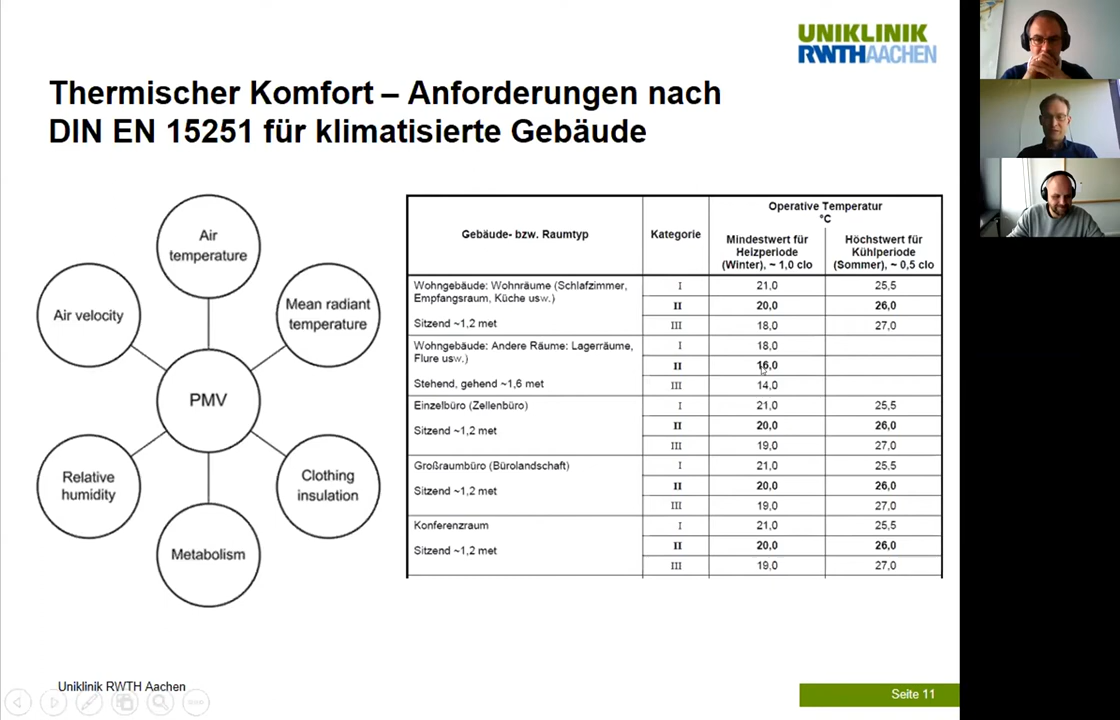 UNIKLINIK
RWTHAACHEN
Thermischer Komfort – Anforderungen nach
DIN EN 15251 für klimatisierte Gebäude
Air
temperature
Air velocity
Mean radiant
temperature
PMV
Relative
humidity
Clothing
insulation
Metabolism
Gebäude- bzw. Raumtyp
Kategorie
Operative Temperatur
°C
Mindestwert für
Heizperiode
(Winter), ~ 1,0 clo
Höchstwert für
Kühlperiode
(Sommer), ~ 0,5 clo
Wohngebäude: Wohnräume (Schlafzimmer,
Empfangsraum, Küche usw.)
Sitzend ~1,2 met
I 21,0 25,5
II 20,0 26,0
III 18,0 27,0
Wohngebäude: Andere Räume: Lagerräume,
Flure usw.)
Stehend, gehend ~1,6 met
I 18,0
II 16,0
III 14,0
Einzelbüro (Zellenbüro)
Sitzend ~1,2 met
I 21,0 25,5
II 20,0 26,0
III 19,0 27,0
Großraumbüro (Bürolandschaft)
Sitzend ~1,2 met
I 21,0 25,5
II 20,0 26,0
III 19,0 27,0
Konferenzraum
Sitzend ~1,2 met
I 21,0 25,5
II 20,0 26,0
III 19,0 27,0
Uniklinik RWTH Aachen
Seite 11